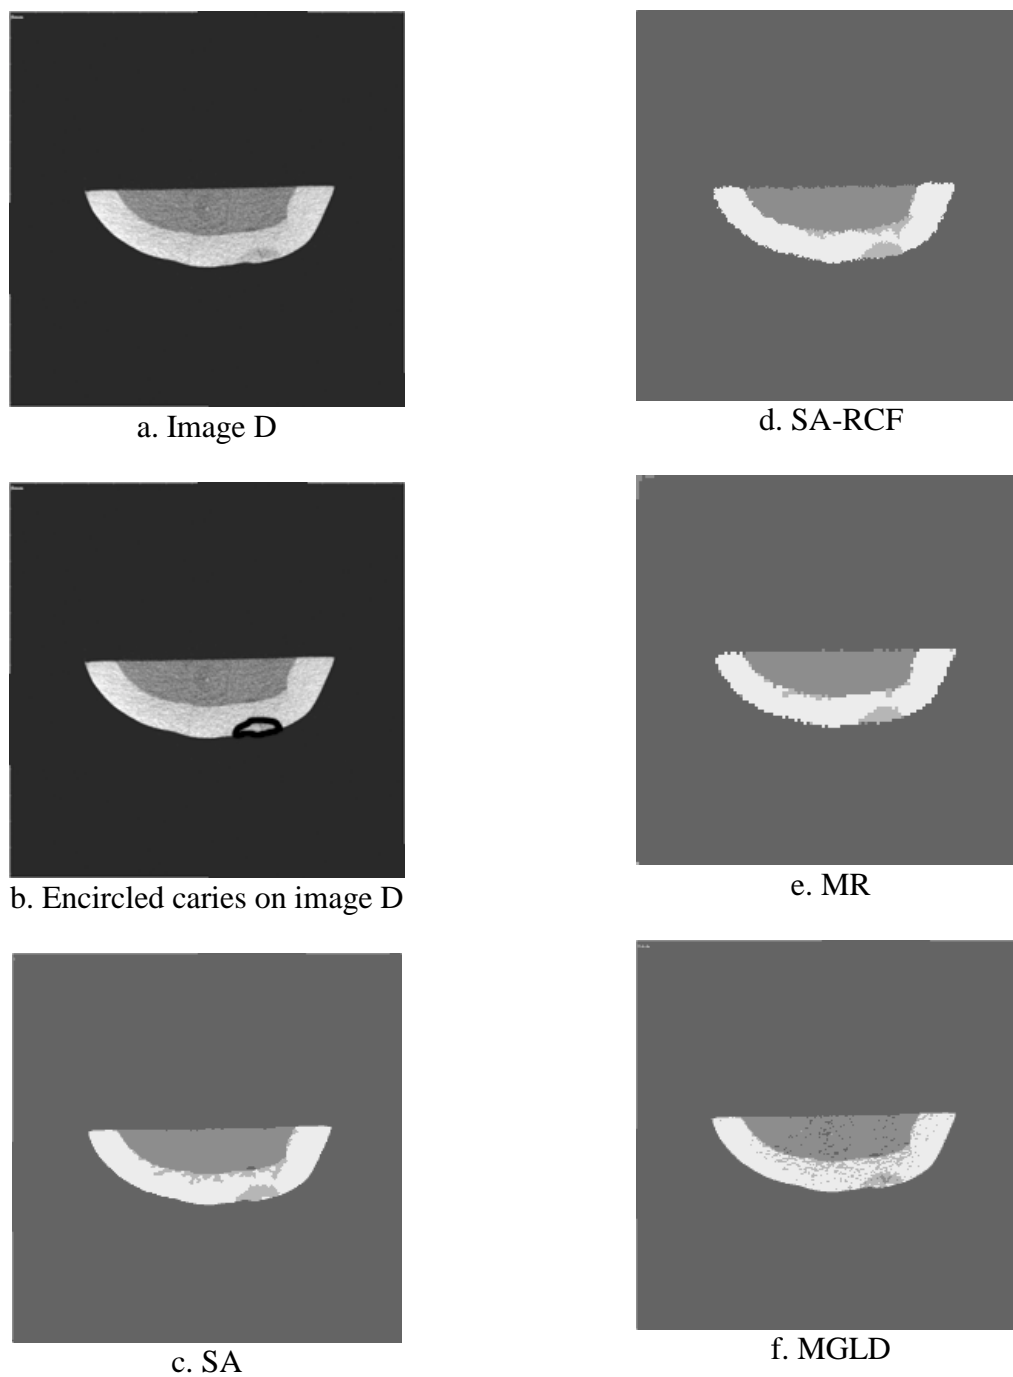 a. Image D
d. SA-RCF
b. Encircled caries on image D
e. MR
c. SA
f. MGLD